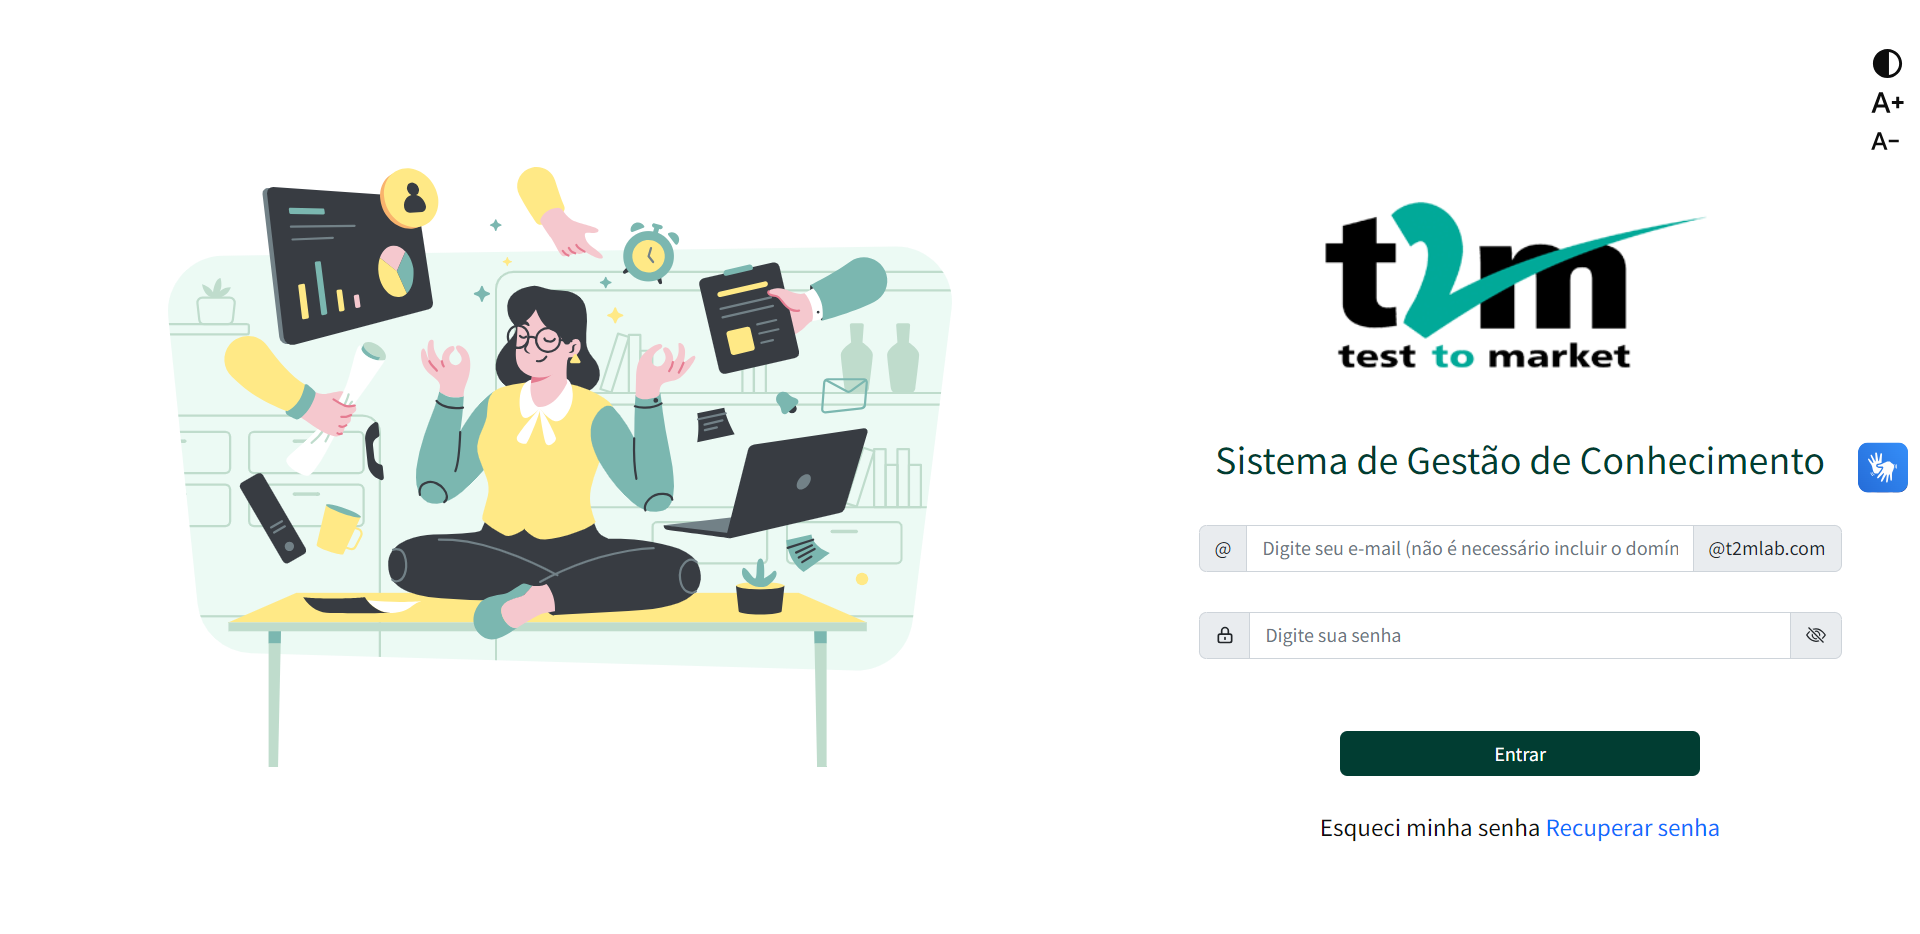 A+
A-
t2m
test to market
Sistema de Gestão de Conhecimento
@ Digite seu e-mail (não é necessário incluir o domín @t2mlab.com
Digite sua senha
Entrar
Esqueci minha senha Recuperar senha